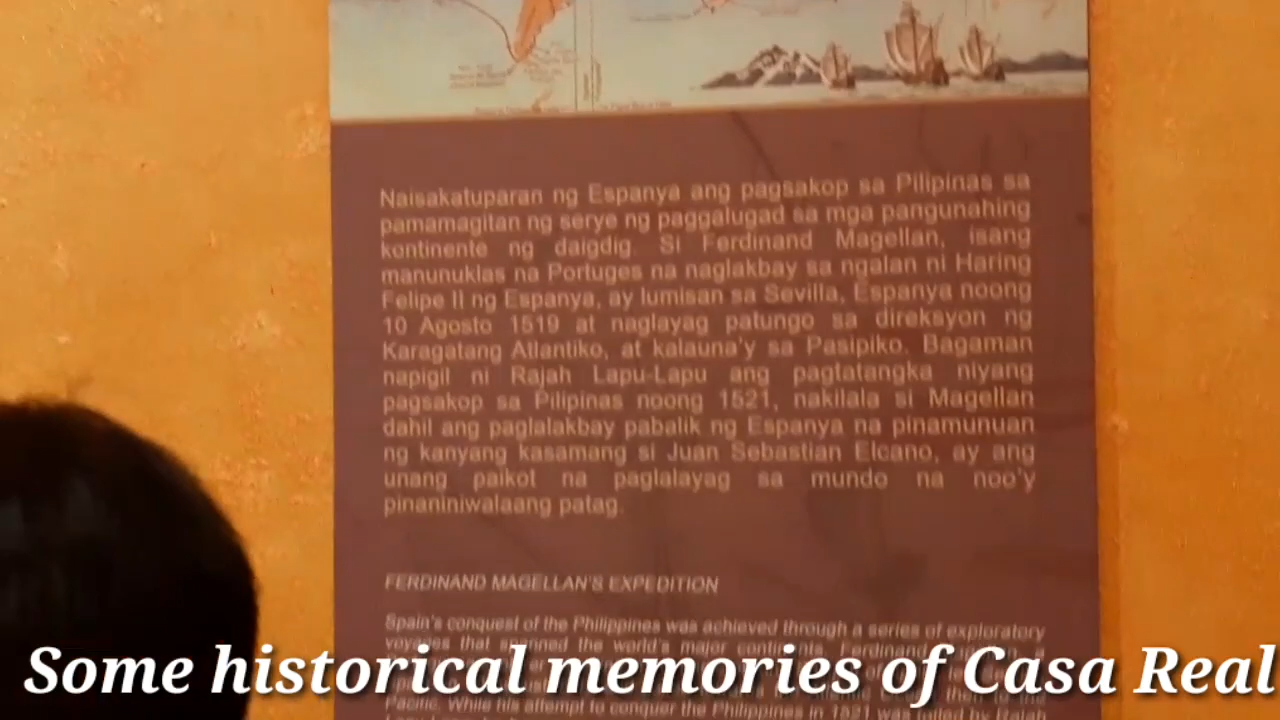 Naisakatuparan ng Espanya ang pagsakop sa Pilipinas sa
pamamagitan ng serye ng paggalugad sa mga pangunahing
kontinente ng daigdig. Si Ferdinand Magellan, isang
manunuklas na Portuges na naglakbay sa ngalan ni Haring
Felipe II ng Espanya, ay lumisan sa Sevilla, Espanya noong
10 Agosto 1519 at naglayag patungo sa direksyon ng
Karagatang Atlantiko, at kalauna'y sa Pasipiko. Bagaman
napigil ni Rajah Lapu-Lapu ang pagtatangka niyang
pagsakop sa Pilipinas noong 1521, nakilala si Magellan
dahil ang paglalakbay pabalik ng Espanya na pinamunuan
ng kanyang kasamang si Juan Sebastian Elcano, ay ang
unang paikot na paglalayag sa mundo na noo'y
pinaniniwalaang patag.
FERDINAND MAGELLAN'S EXPEDITION
Spain's conquest of the Philippines was achieved through a series of exploratory
voyages that spanned the world's major
Some historical memories of Casa Real
Pacific. While his attempt to conquer the Philippines in 1521 was foiled by Rajah